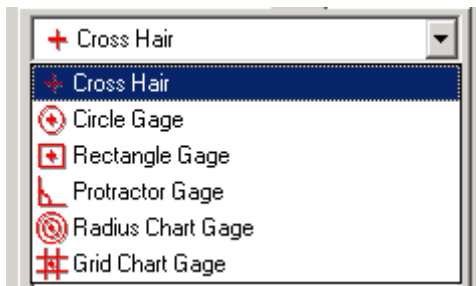 Cross Hair
Cross Hair
Circle Gage
Rectangle Gage
Protractor Gage
Radius Chart Gage
Grid Chart Gage